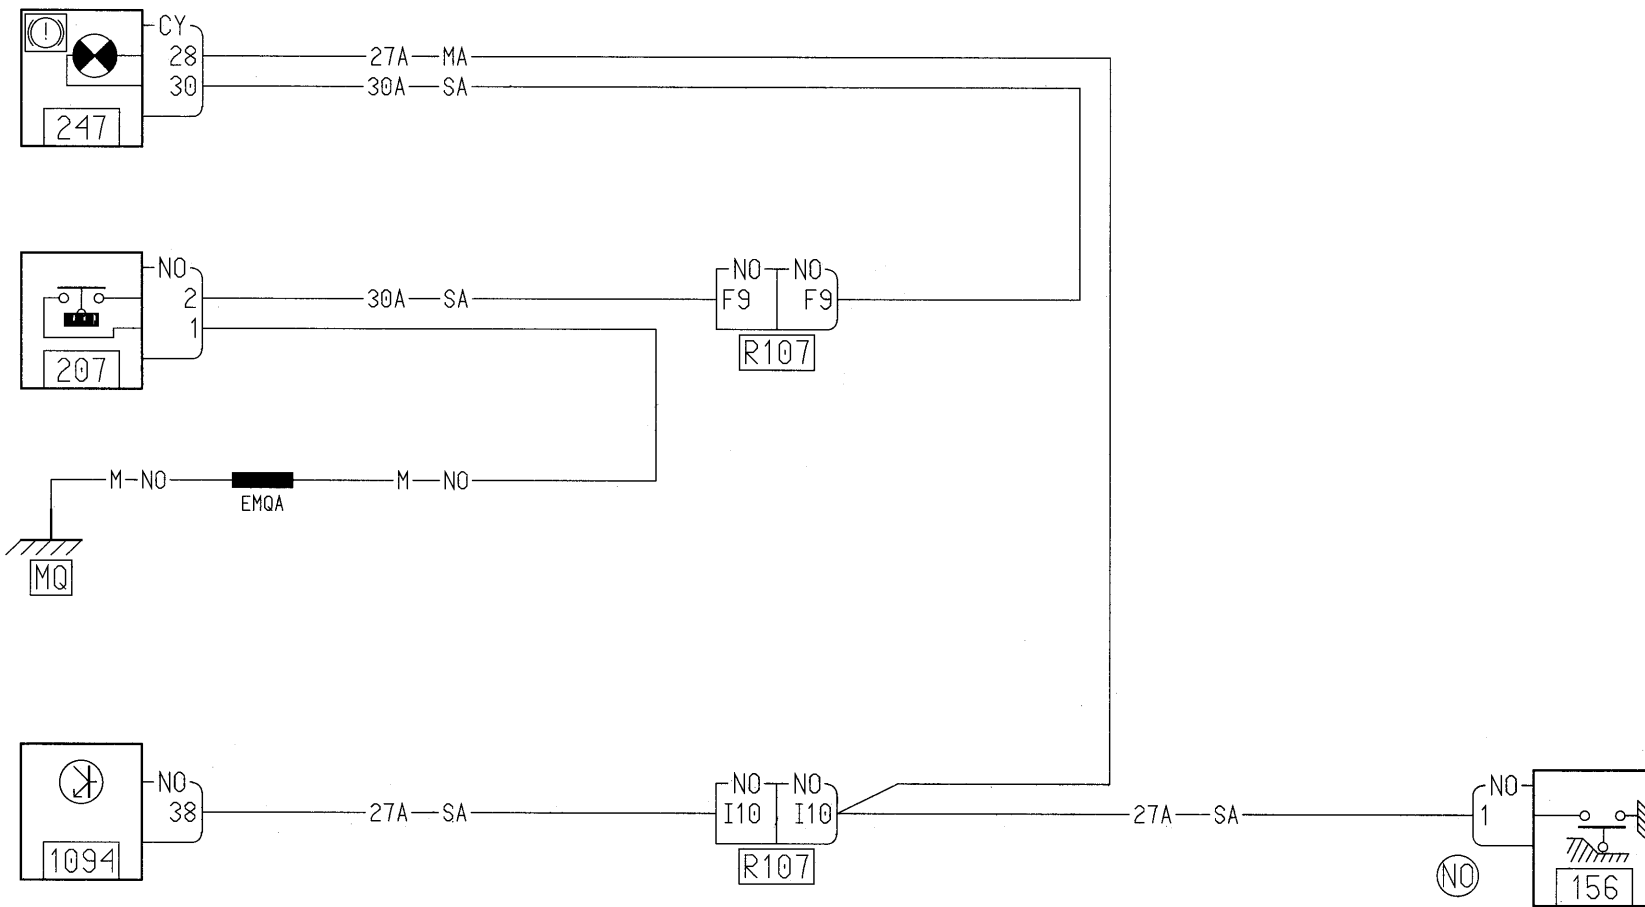 !
CY
28 27A MA
30 30A SA
247
NO NO NO
2 30A SA F9 F9
1
R107
207
M NO M NO
EMQA
MQ
NO NO NO NO
38 27A SA I10 I10 27A SA 1
1094 R107 NO 156